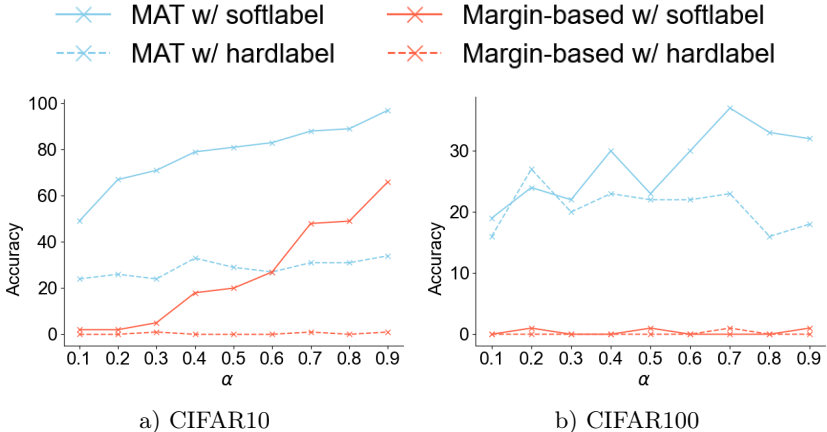 MAT w/ softlabel
Margin-based w/ softlabel
MAT w/ hardlabel
Margin-based w/ hardlabel
Accuracy
100
80
60
40
20
0
0.1 0.2 0.3 0.4 0.5 0.6 0.7 0.8 0.9
α
a) CIFAR10
Accuracy
30
20
10
0
0.1 0.2 0.3 0.4 0.5 0.6 0.7 0.8 0.9
α
b) CIFAR100